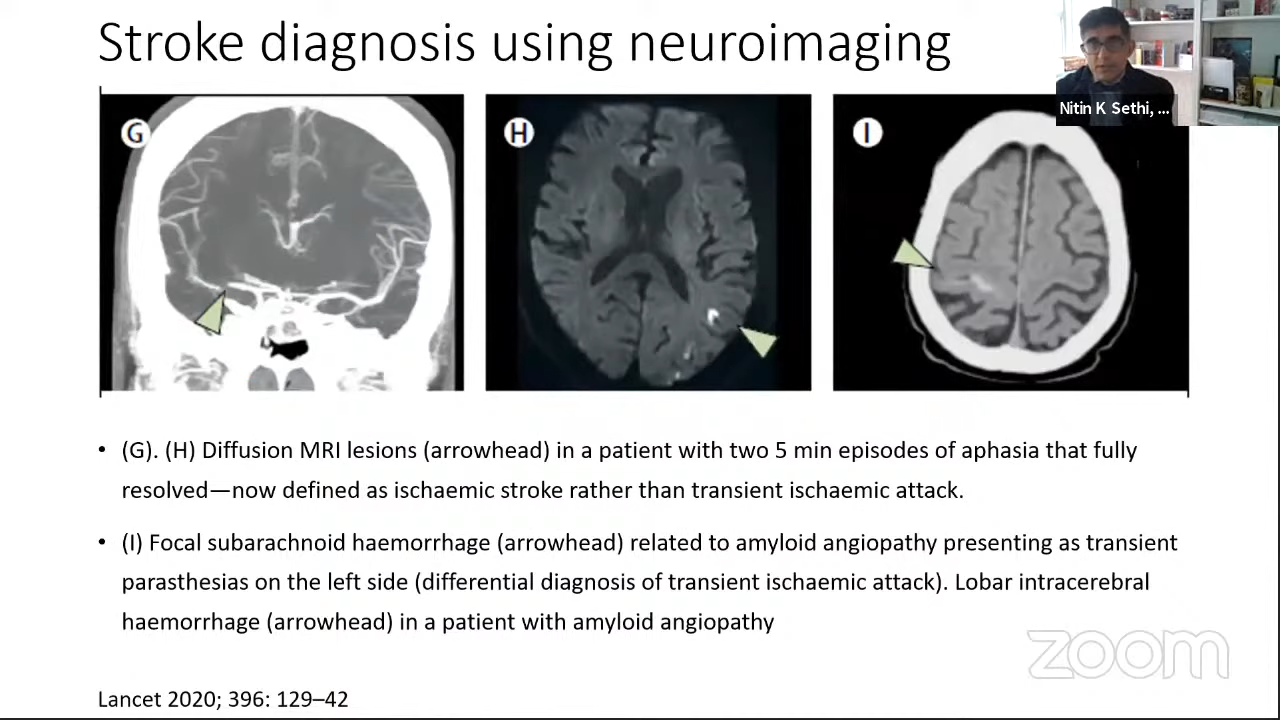 Stroke diagnosis using neuroimaging
Nitin K Sethi, ...
G
H
I
• (G). (H) Diffusion MRI lesions (arrowhead) in a patient with two 5 min episodes of aphasia that fully
resolved—now defined as ischaemic stroke rather than transient ischaemic attack.
• (I) Focal subarachnoid haemorrhage (arrowhead) related to amyloid angiopathy presenting as transient
parasthesias on the left side (differential diagnosis of transient ischaemic attack). Lobar intracerebral
haemorrhage (arrowhead) in a patient with amyloid angiopathy
zoom
Lancet 2020; 396: 129–42